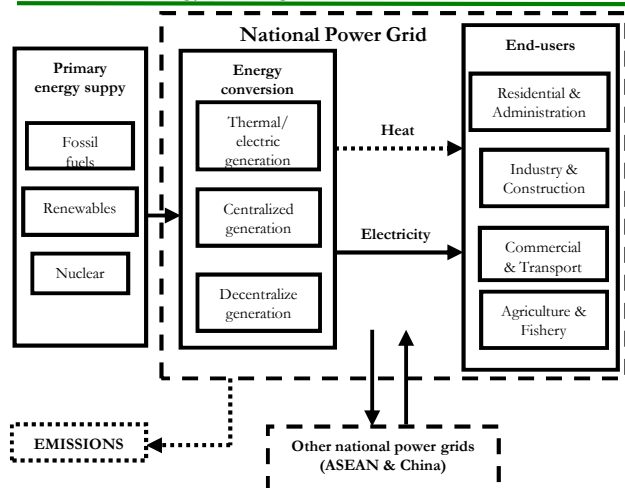 National Power Grid
Primary
energy suppy
Fossil
fuels
Renewables
Nuclear
Energy
conversion
Thermal/
electric
generation
Centralized
generation
Decentralize
generation
Heat
Electricity
End-users
Residential &
Administration
Industry &
Construction
Commercial
& Transport
Agriculture &
Fishery
EMISSIONS
Other national power grids
(ASEAN & China)